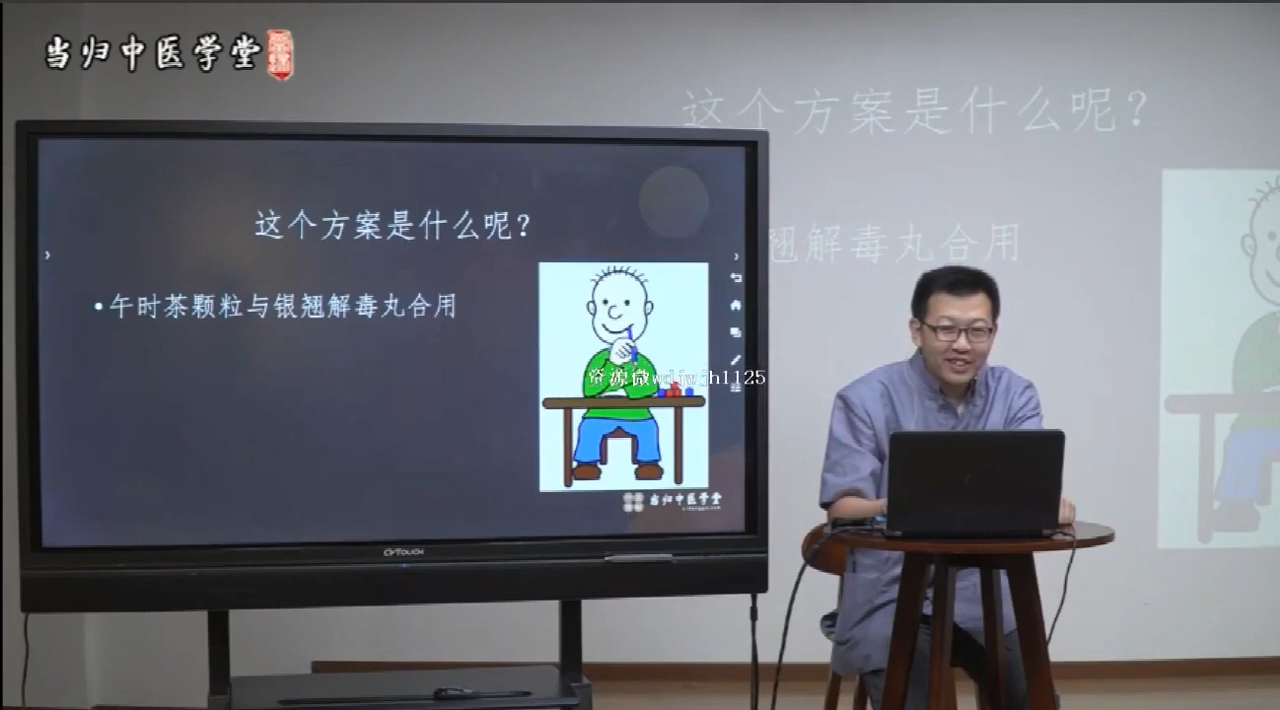 当归中医学堂
这个方案是什么呢？
翘解毒丸合用
这个方案是什么呢？
•午时茶颗粒与银翘解毒丸合用
资源微wdjwjh1125
当归中医学堂
CVTOUCH